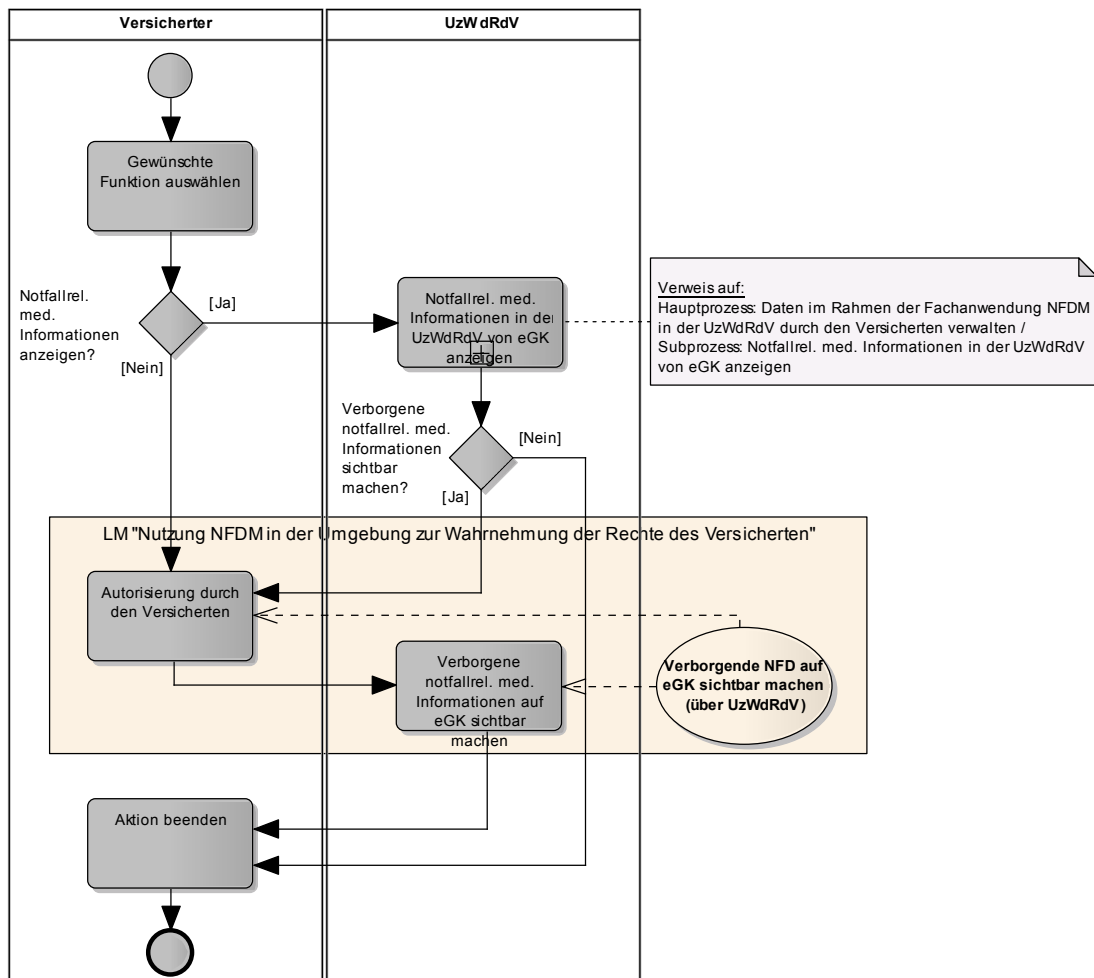 Versicherter
UzWdRdV
Gewünschte
Funktion auswählen
Notfallrel.
med.
Informationen
anzeigen?
[Ja]
[Nein]
Notfallrel. med.
Informationen in der
UzWdRdV von eGK
anzeigen
Verweis auf:
Hauptprozess: Daten im Rahmen der Fachanwendung NFDM
in der UzWdRdV durch den Versicherten verwalten /
Subprozess: Notfallrel. med. Informationen in der UzWdRdV
von eGK anzeigen
Verborgene
notfallrel. med.
Informationen
sichtbar
machen?
[Nein]
[Ja]
LM "Nutzung NFDM in der Umgebung zur Wahrnehmung der Rechte des Versicherten"
Autorisierung durch
den Versicherten
Verborgene
notfallrel. med.
Informationen auf
eGK sichtbar
machen
Verborgende NFD auf
eGK sichtbar machen
(über UzWdRdV)
Aktion beenden